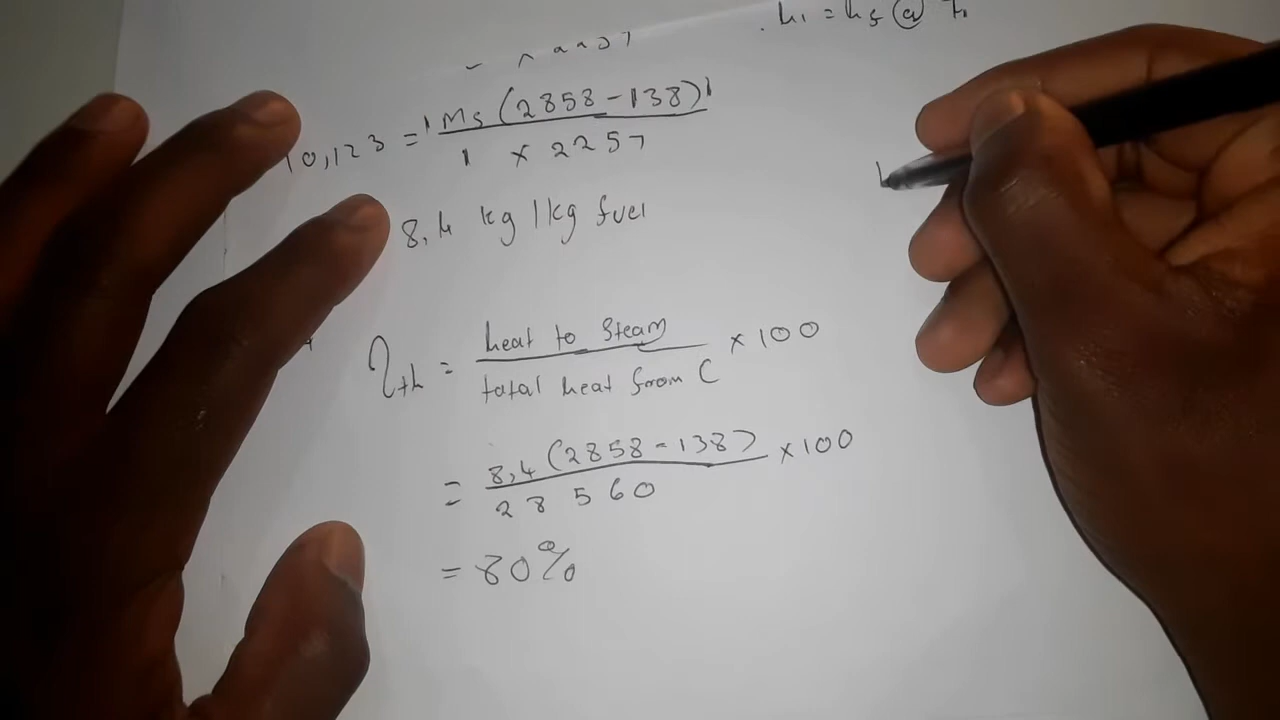 h₁ = hf @ t₁
10,123 = Ms (2858 - 138)
1 × 2257
8,4 kg / kg fuel
ηth = heat to Steam × 100
total heat from C
= 8,4 (2858 - 138) × 100
28 560
= 80%